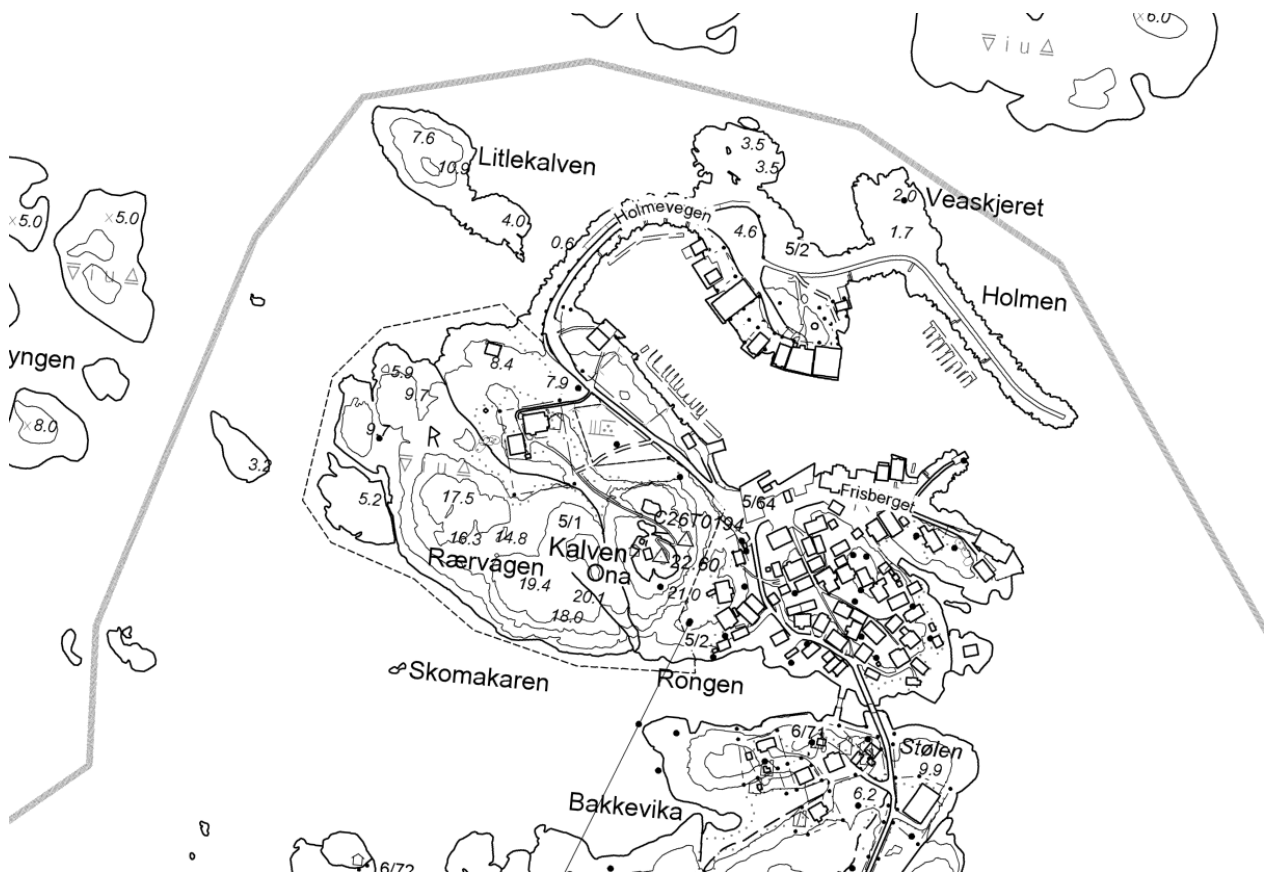 6.0
i u
7.6
10.9
Litlekalven
3.5
3.5
2.0
Veaskjeret
Holmevegen
4.0
0.6
4.6
5/2
1.7
×5.0
×5.0
i u
Holmen
yngen
8.4
5.9
7.9
9.7
×8.0
R
9.7
3.2
i u
5.2
17.5
5/64
Frisberget
16.3
14.8
5/1
C26T0194
Kalven
22.60
Rærvågen
Ona
19.4
20.1
21.0
18.0
5/2
Skomakaren
Rongen
6/71
Stølen
9.9
6.2
Bakkevika
6/72